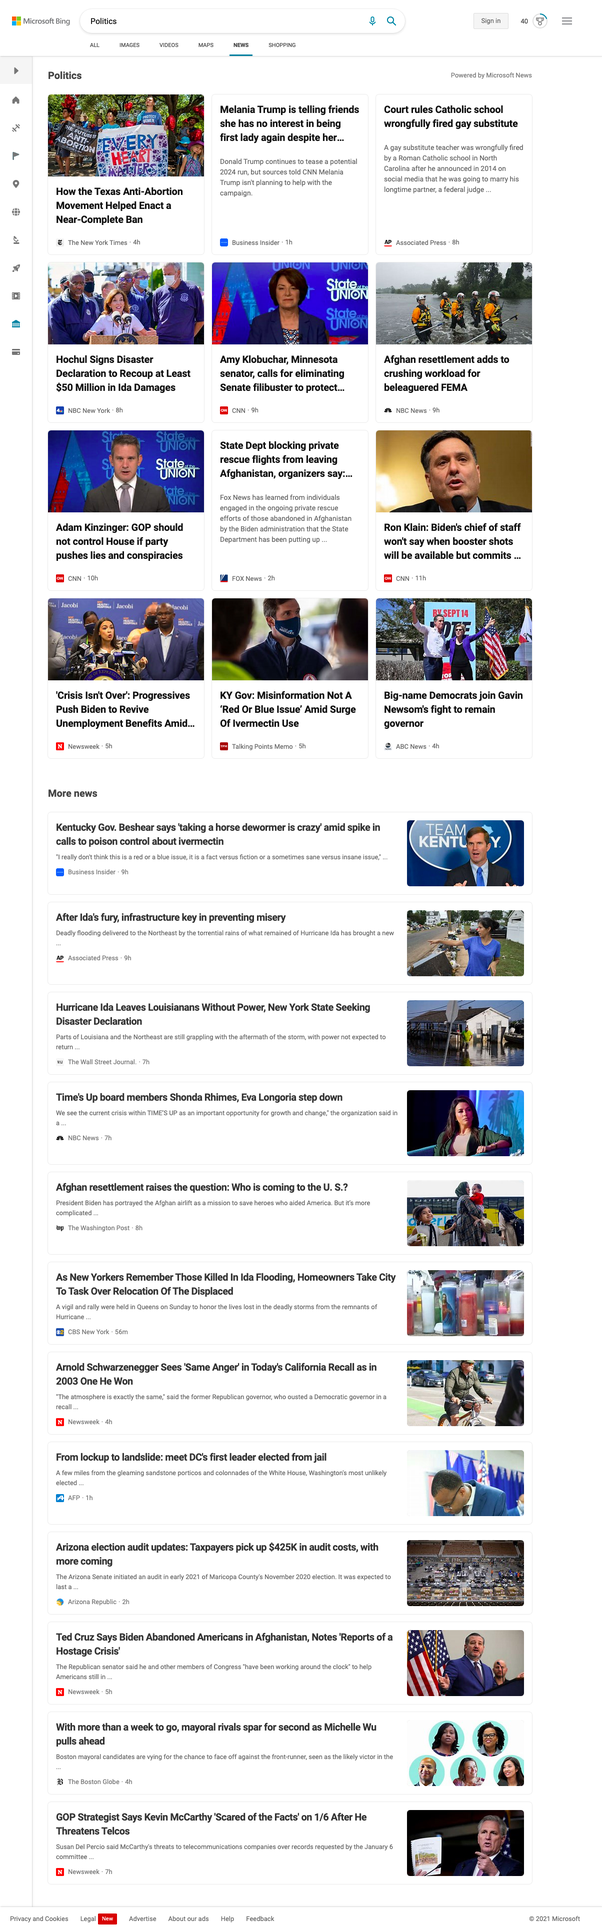 Microsoft Bing
Politics
Sign in
40
ALL
IMAGES
VIDEOS
MAPS
NEWS
SHOPPING
Politics
Powered by Microsoft News
How the Texas Anti-Abortion
Movement Helped Enact a
Near-Complete Ban
The New York Times · 4h
Melania Trump is telling friends
she has no interest in being
first lady again despite her...
Donald Trump continues to tease a potential
2024 run, but sources told CNN Melania
Trump isn't planning to help with the
campaign.
Business Insider · 1h
Court rules Catholic school
wrongfully fired gay substitute
A gay substitute teacher was wrongfully fired
by a Roman Catholic school in North
Carolina after he announced in 2014 on
social media that he was going to marry his
longtime partner, a federal judge ...
AP Associated Press · 8h
Hochul Signs Disaster
Declaration to Recoup at Least
$50 Million in Ida Damages
NBC New York · 8h
Amy Klobuchar, Minnesota
senator, calls for eliminating
Senate filibuster to protect...
CNN · 9h
Afghan resettlement adds to
crushing workload for
beleaguered FEMA
NBC News · 9h
Adam Kinzinger: GOP should
not control House if party
pushes lies and conspiracies
CNN · 10h
State Dept blocking private
rescue flights from leaving
Afghanistan, organizers say:...
Fox News has learned from individuals
engaged in the ongoing private rescue
efforts of those abandoned in Afghanistan
by the Biden administration that the State
Department has been putting up ...
FOX News · 2h
Ron Klain: Biden's chief of staff
won't say when booster shots
will be available but commits ...
CNN · 11h
'Crisis Isn't Over': Progressives
Push Biden to Revive
Unemployment Benefits Amid...
Newsweek · 5h
KY Gov: Misinformation Not A
'Red Or Blue Issue' Amid Surge
Of Ivermectin Use
Talking Points Memo · 5h
Big-name Democrats join Gavin
Newsom's fight to remain
governor
ABC News · 4h
More news
Kentucky Gov. Beshear says 'taking a horse dewormer is crazy' amid spike in
calls to poison control about ivermectin
"I really don't think this is a red or a blue issue, it is a fact versus fiction or a sometimes sane versus insane issue," ...
Business Insider · 9h
TEAM
KENTUCKY
After Ida's fury, infrastructure key in preventing misery
Deadly flooding delivered to the Northeast by the torrential rains of what remained of Hurricane Ida has brought a new
...
AP Associated Press · 9h
Hurricane Ida Leaves Louisianans Without Power, New York State Seeking
Disaster Declaration
Parts of Louisiana and the Northeast are still grappling with the aftermath of the storm, with power not expected to
return ...
The Wall Street Journal. · 7h
Time's Up board members Shonda Rhimes, Eva Longoria step down
We see the current crisis within TIME'S UP as an important opportunity for growth and change," the organization said in
a ...
NBC News · 7h
Afghan resettlement raises the question: Who is coming to the U. S.?
President Biden has portrayed the Afghan airlift as a mission to save heroes who aided America. But it's more
complicated ...
wp The Washington Post · 8h
As New Yorkers Remember Those Killed In Ida Flooding, Homeowners Take City
To Task Over Relocation Of The Displaced
A vigil and rally were held in Queens on Sunday to honor the lives lost in the deadly storms from the remnants of
Hurricane ...
CBS New York · 56m
Arnold Schwarzenegger Sees 'Same Anger' in Today's California Recall as in
2003 One He Won
"The atmosphere is exactly the same," said the former Republican governor, who ousted a Democratic governor in a
recall ...
Newsweek · 4h
From lockup to landslide: meet DC's first leader elected from jail
A few miles from the gleaming sandstone porticos and colonnades of the White House, Washington's most unlikely
elected ...
AFP · 1h
Arizona election audit updates: Taxpayers pick up $425K in audit costs, with
more coming
The Arizona Senate initiated an audit in early 2021 of Maricopa County's November 2020 election. It was expected to
last a ...
Arizona Republic · 2h
Ted Cruz Says Biden Abandoned Americans in Afghanistan, Notes 'Reports of a
Hostage Crisis'
The Republican senator said he and other members of Congress "have been working around the clock" to help
Americans still in ...
Newsweek · 5h
With more than a week to go, mayoral rivals spar for second as Michelle Wu
pulls ahead
Boston mayoral candidates are vying for the chance to face off against the front-runner, seen as the likely victor in the
...
The Boston Globe · 4h
GOP Strategist Says Kevin McCarthy 'Scared of the Facts' on 1/6 After He
Threatens Telcos
Susan Del Percio said McCarthy's threats to telecommunications companies over records requested by the January 6
committee ...
Newsweek · 7h
Privacy and Cookies
Legal New
Advertise
About our ads
Help
Feedback
© 2021 Microsoft